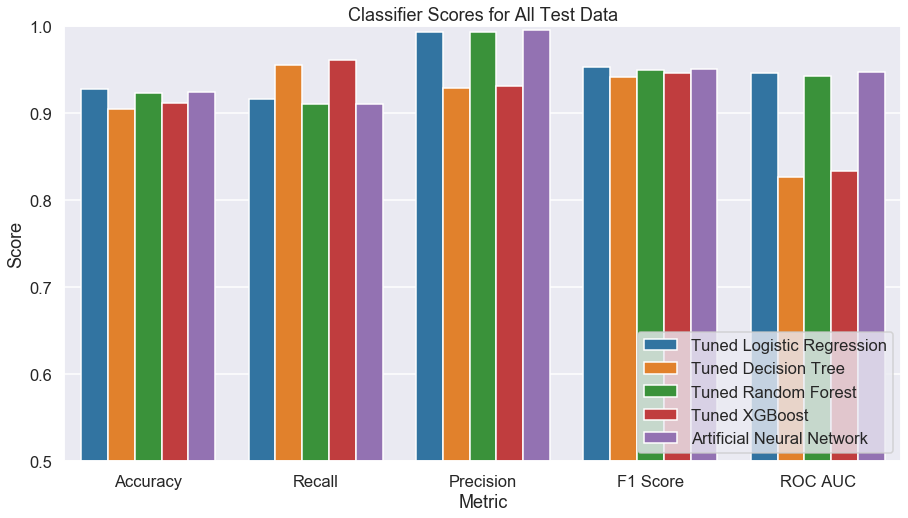 Classifier Scores for All Test Data
1.0
0.9
0.8
0.7
0.6
0.5
Score
Accuracy
Recall
Precision
F1 Score
ROC AUC
Metric
Tuned Logistic Regression
Tuned Decision Tree
Tuned Random Forest
Tuned XGBoost
Artificial Neural Network